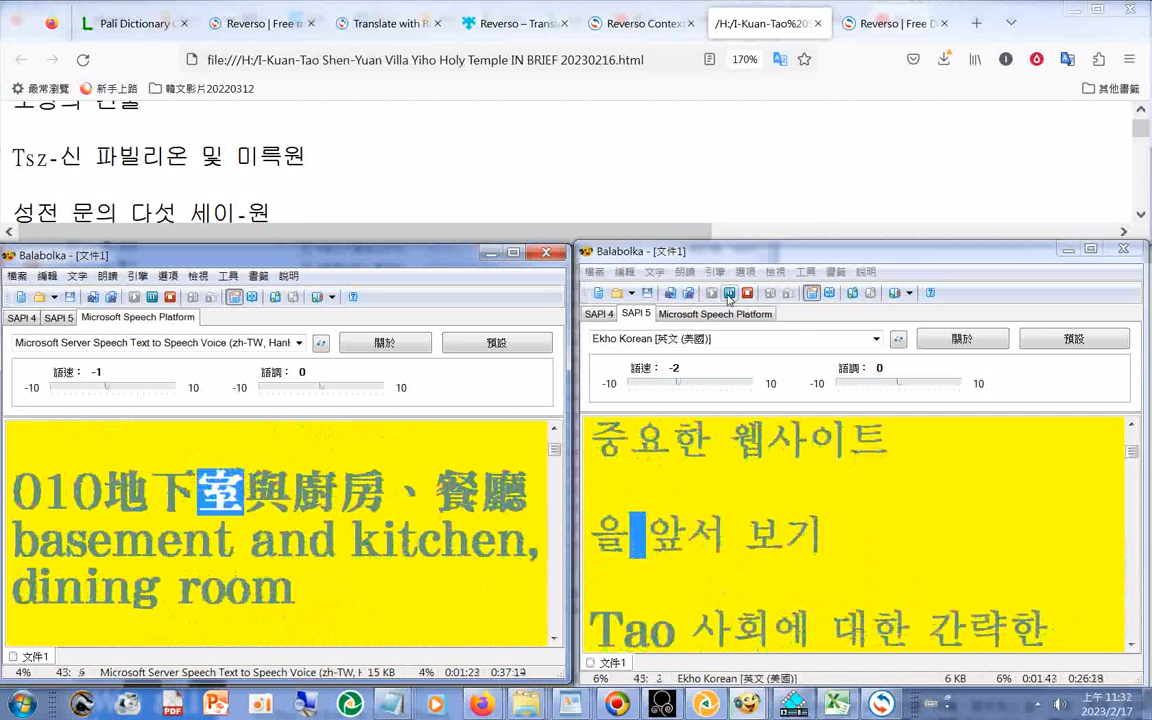 Pali Dictionary
Reverso | Free t
Translate with R
Reverso – Transla
Reverso Context
/H:/I-Kuan-Tao%20
Reverso | Free D
file:///H:/I-Kuan-Tao Shen-Yuan Villa Yiho Holy Temple IN BRIEF 20230216.html
170%
最常瀏覽 新手上路 韓文影片20220312 其他書籤
Tsz-신 파빌리온 및 미륵원
성전 문의 다섯 세이-원
Balabolka - [文件1]
檔案 編輯 文字 朗讀 引擎 選項 檢視 工具 書籤 說明
SAPI 4 SAPI 5 Microsoft Speech Platform
Microsoft Server Speech Text to Speech Voice (zh-TW, Hanl
關於 預設
語速： -1 語調： 0
-10 10 -10 10
010地下室與廚房、餐廳
basement and kitchen,
dining room
文件1
4% 43: 6 Microsoft Server Speech Text to Speech Voice (zh-TW, 15 KB 4% 0:01:23 0:37:19
Balabolka - [文件1]
檔案 編輯 文字 朗讀 引擎 選項 檢視 工具 書籤 說明
SAPI 4 SAPI 5 Microsoft Speech Platform
Ekho Korean [英文 (美國)]
關於 預設
語速： -2 語調： 0
-10 10 -10 10
중요한 웹사이트
을 앞서 보기
Tao 사회에 대한 간략한
文件1
6% 45: 2 Ekho Korean [英文 (美國)] 6 KB 6% 0:01:43 0:26:18
上午 11:32
2023/2/17